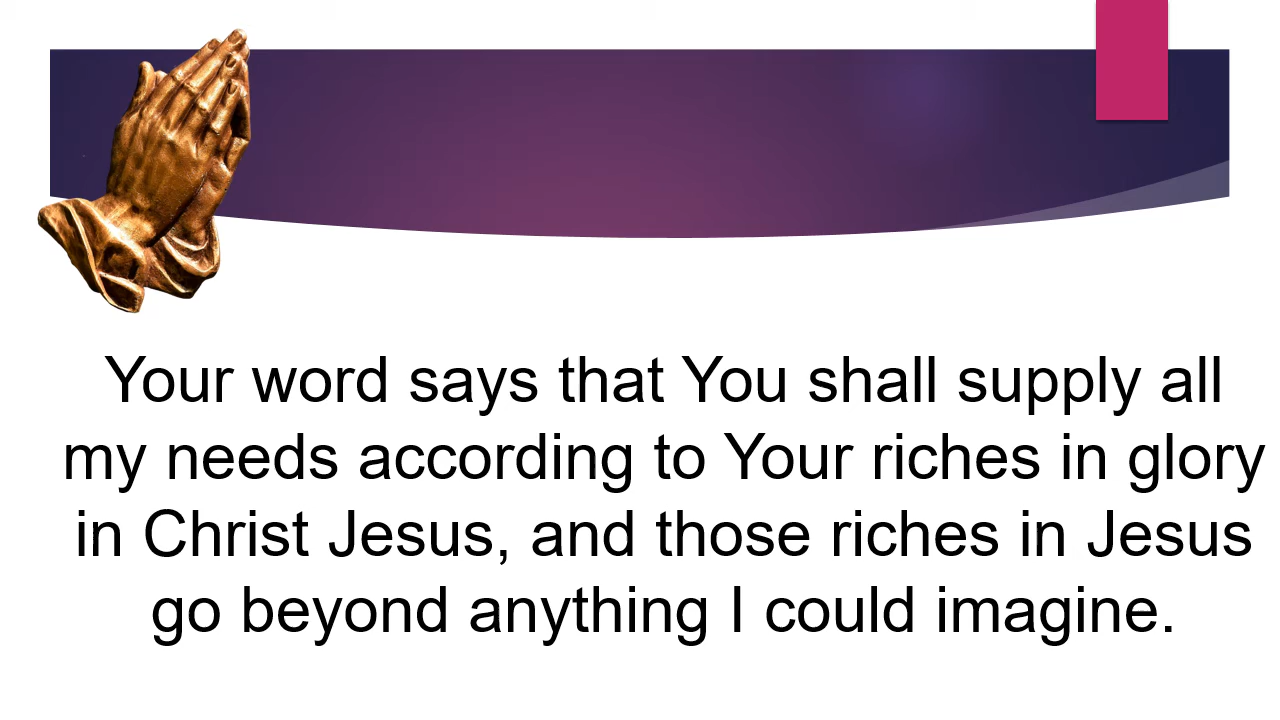 Your word says that You shall supply all
my needs according to Your riches in glory
in Christ Jesus, and those riches in Jesus
go beyond anything I could imagine.